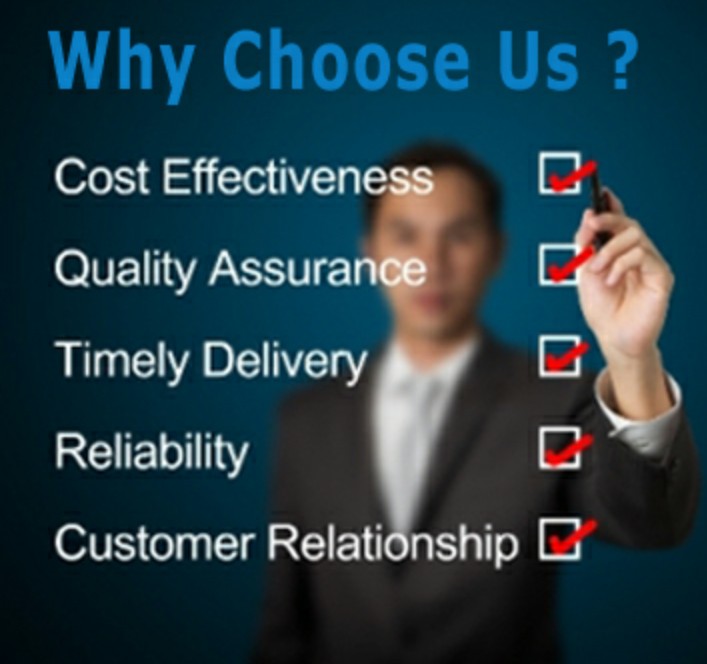 Why Choose Us ?
Cost Effectiveness
Quality Assurance
Timely Delivery
Reliability
Customer Relationship